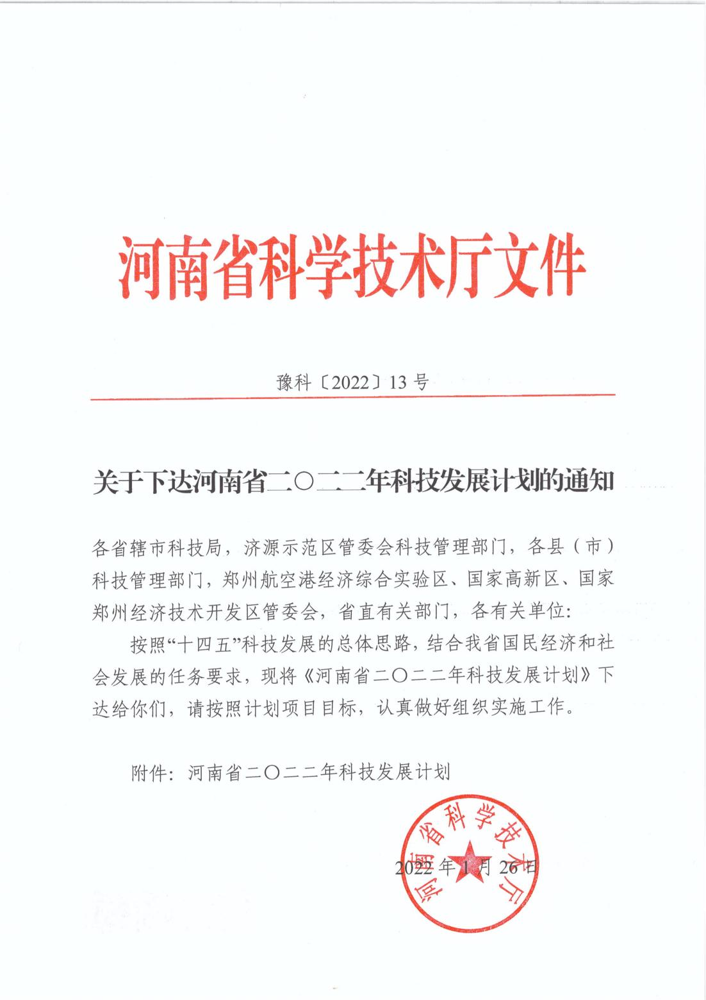 河南省科学技术厅文件
豫科〔2022〕13号
关于下达河南省二〇二二年科技发展计划的通知
各省辖市科技局，济源示范区管委会科技管理部门，各县（市）
科技管理部门，郑州航空港经济综合实验区、国家高新区、国家
郑州经济技术开发区管委会，省直有关部门，各有关单位：
按照“十四五”科技发展的总体思路，结合我省国民经济和社
会发展的任务要求，现将《河南省二〇二二年科技发展计划》下
达给你们，请按照计划项目目标，认真做好组织实施工作。
附件：河南省二〇二二年科技发展计划
河南省科学技术厅
2022年1月26日